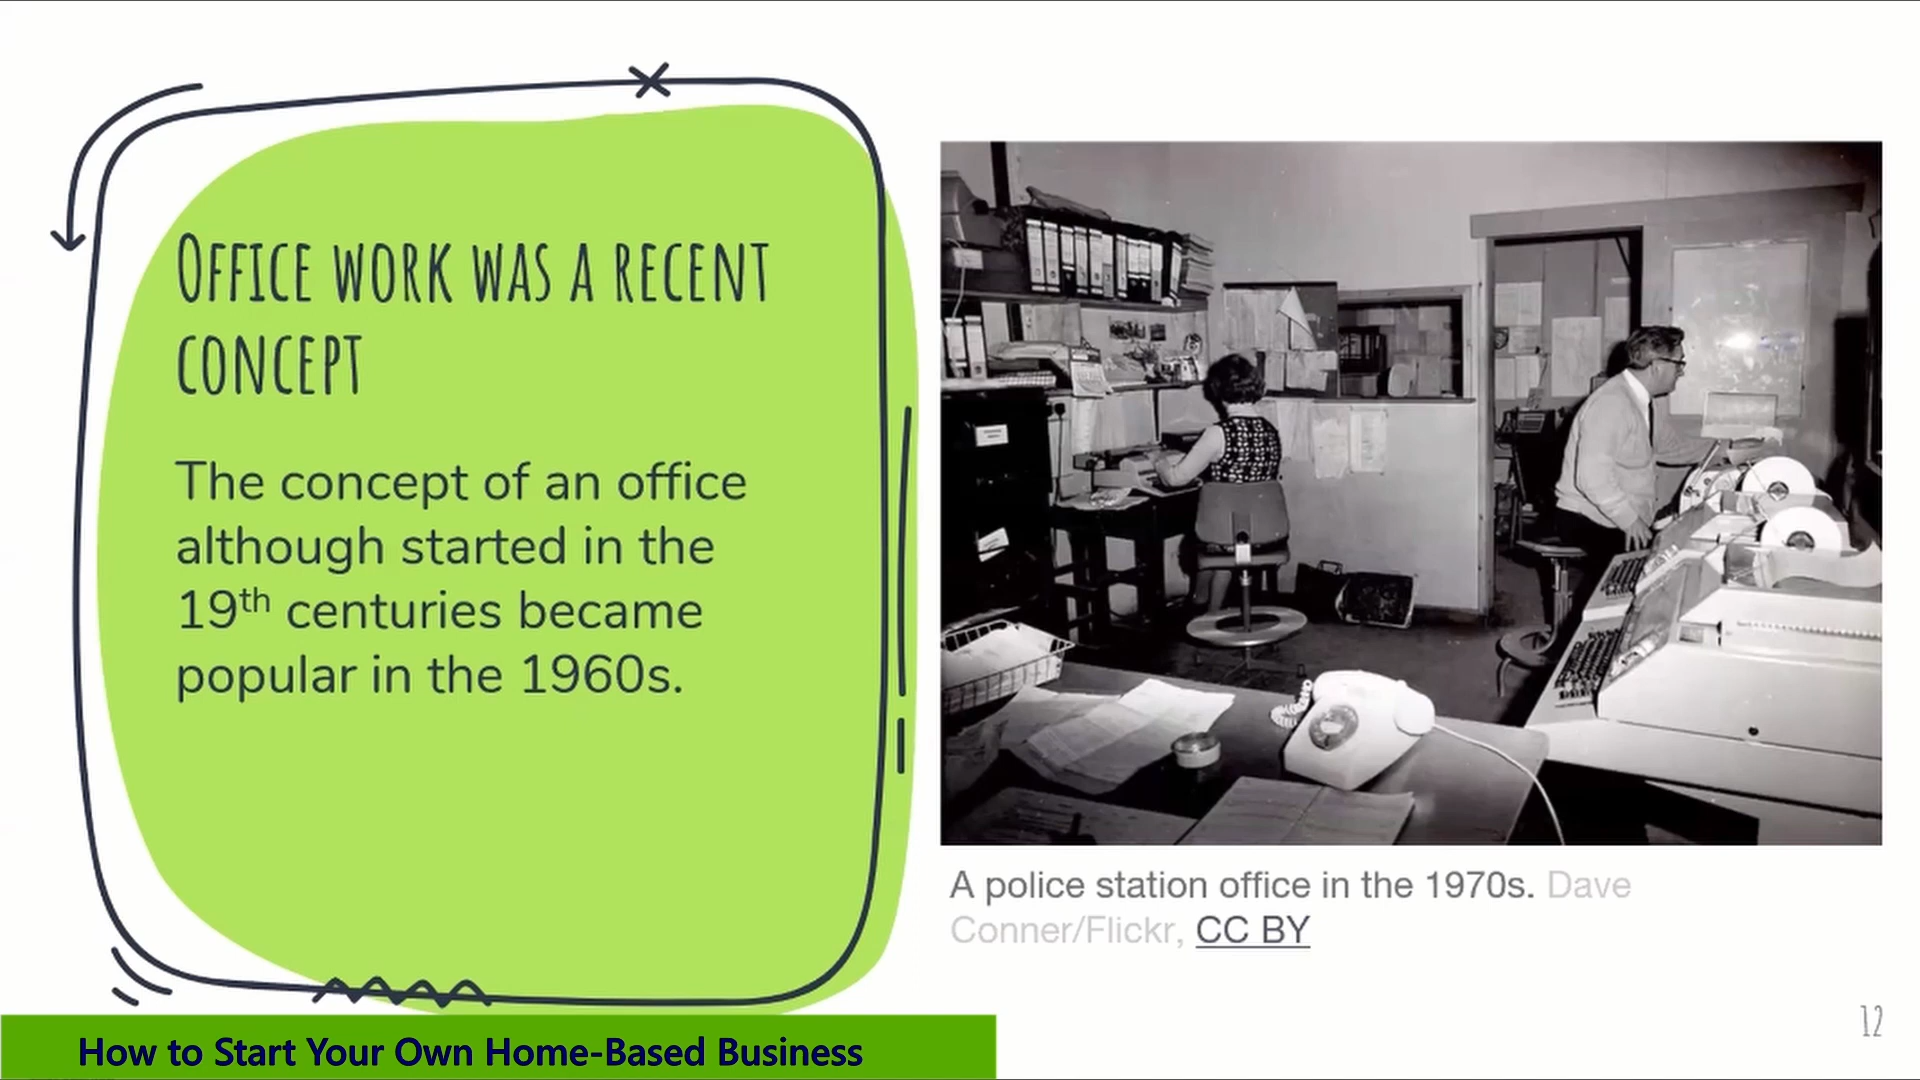 OFFICE WORK WAS A RECENT
CONCEPT
The concept of an office
although started in the
19th centuries became
popular in the 1960s.
A police station office in the 1970s. Dave
Conner/Flickr, CC BY
12
How to Start Your Own Home-Based Business